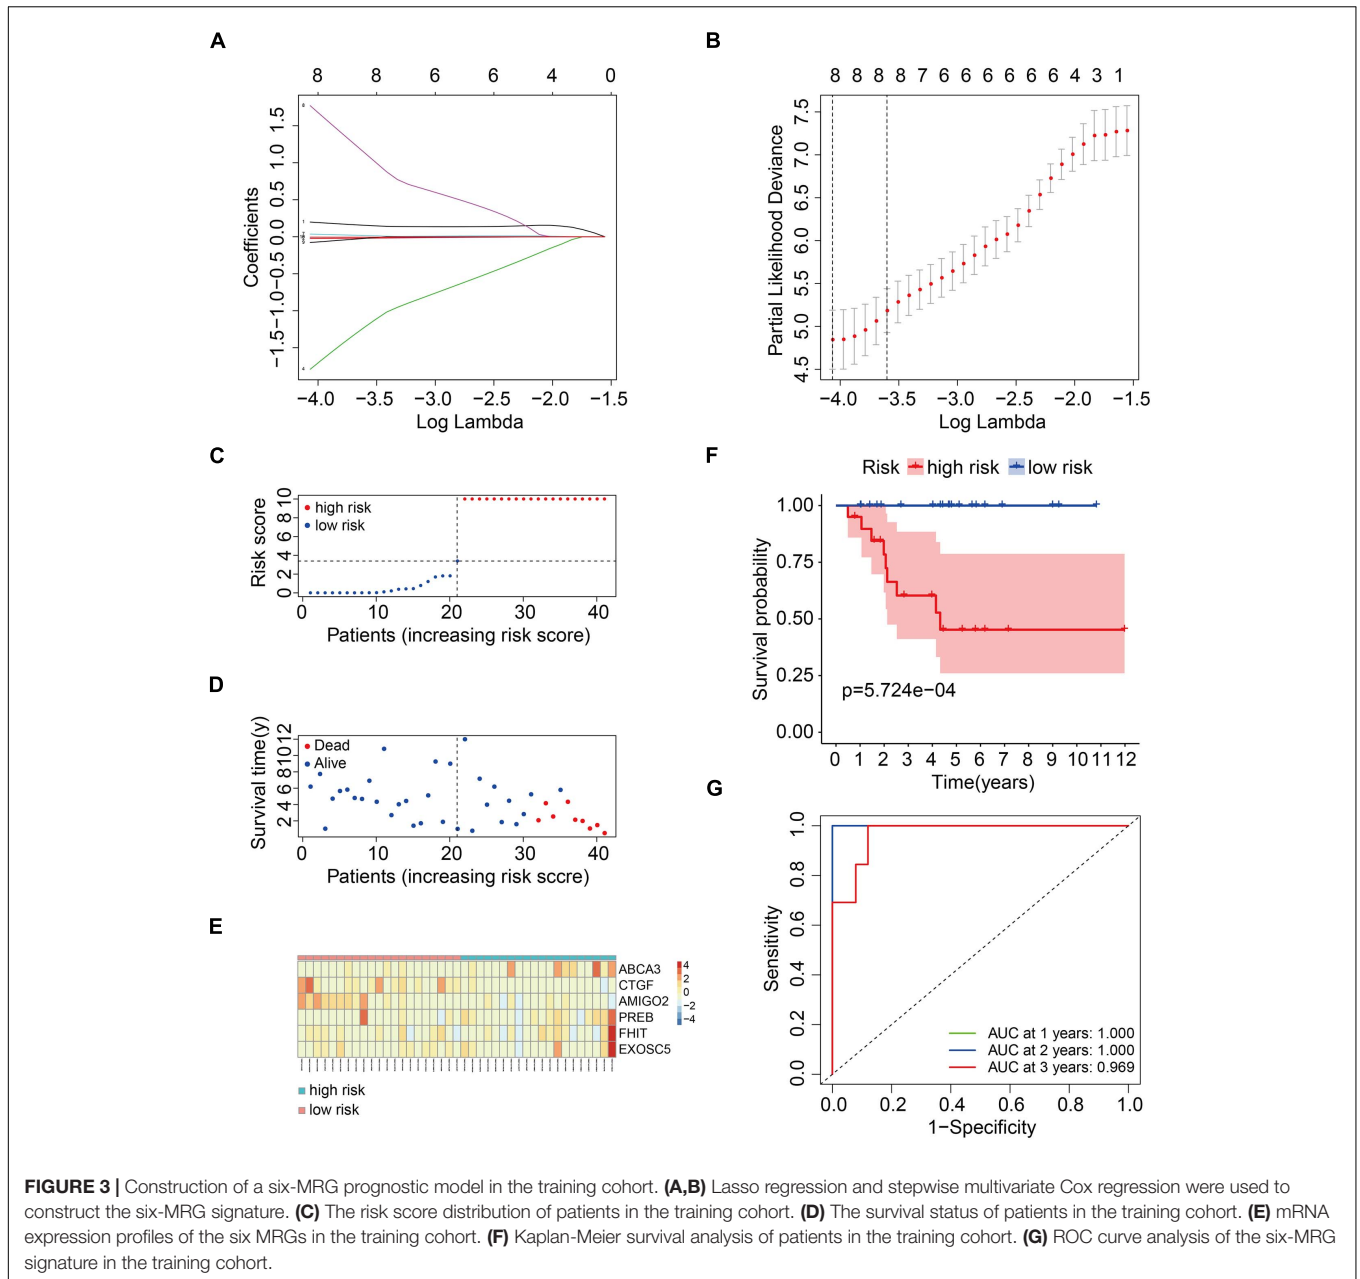 A
8 8 6 6 4 0
Coefficients
1.5
1.0
0.5
0.0
−0.5
−1.0
−1.5
−4.0 −3.5 −3.0 −2.5 −2.0 −1.5
Log Lambda
B
8 8 8 8 7 6 6 6 6 6 6 4 3 1
Partial Likelihood Deviance
7.5
7.0
6.5
6.0
5.5
5.0
4.5
−4.0 −3.5 −3.0 −2.5 −2.0 −1.5
Log Lambda
C
Risk score
10
8
6
4
2
0
high risk
low risk
0 10 20 30 40
Patients (increasing risk score)
D
Survival time(y)
12
10
8
6
4
2
Dead
Alive
0 10 20 30 40
Patients (increasing risk sccre)
E
ABCA3
CTGF
AMIGO2
PREB
FHIT
EXOSC5
4
2
0
−2
−4
high risk
low risk
F
Risk high risk low risk
Survival probability
1.00
0.75
0.50
0.25
0.00
p=5.724e−04
0 1 2 3 4 5 6 7 8 9 10 11 12
Time(years)
G
Sensitivity
1.0
0.8
0.6
0.4
0.2
0.0
AUC at 1 years: 1.000
AUC at 2 years: 1.000
AUC at 3 years: 0.969
0.0 0.2 0.4 0.6 0.8 1.0
1−Specificity
FIGURE 3 | Construction of a six-MRG prognostic model in the training cohort. (A,B) Lasso regression and stepwise multivariate Cox regression were used to
construct the six-MRG signature. (C) The risk score distribution of patients in the training cohort. (D) The survival status of patients in the training cohort. (E) mRNA
expression profiles of the six MRGs in the training cohort. (F) Kaplan-Meier survival analysis of patients in the training cohort. (G) ROC curve analysis of the six-MRG
signature in the training cohort.